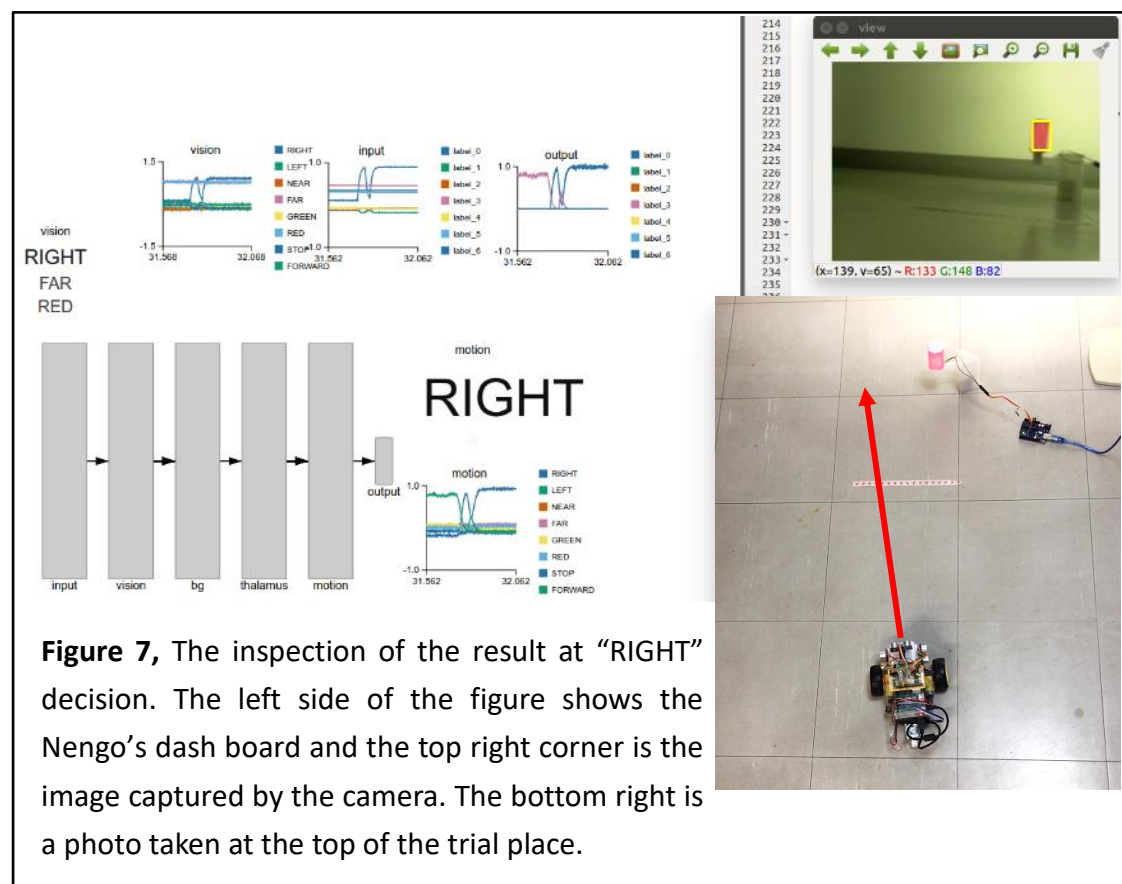 vision
1.5
-1.5
31.568
32.068
RIGHT
LEFT
NEAR
FAR
GREEN
RED
STOP
FORWARD
input
1.0
-1.0
31.562
32.062
label_0
label_1
label_2
label_3
label_4
label_5
label_6
output
1.0
-1.0
31.562
32.062
label_0
label_1
label_2
label_3
label_4
label_5
label_6
vision
RIGHT
FAR
RED
input
vision
bg
thalamus
motion
output
motion
RIGHT
motion
1.0
-1.0
31.562
32.062
RIGHT
LEFT
NEAR
FAR
GREEN
RED
STOP
FORWARD
214
215
216
217
218
219
220
221
222
223
224
225
226
227
228
229
230
231
232
233
234
235
view
(x=139, y=65) ~ R:133 G:148 B:82
Figure 7, The inspection of the result at “RIGHT”
decision. The left side of the figure shows the
Nengo’s dash board and the top right corner is the
image captured by the camera. The bottom right is
a photo taken at the top of the trial place.